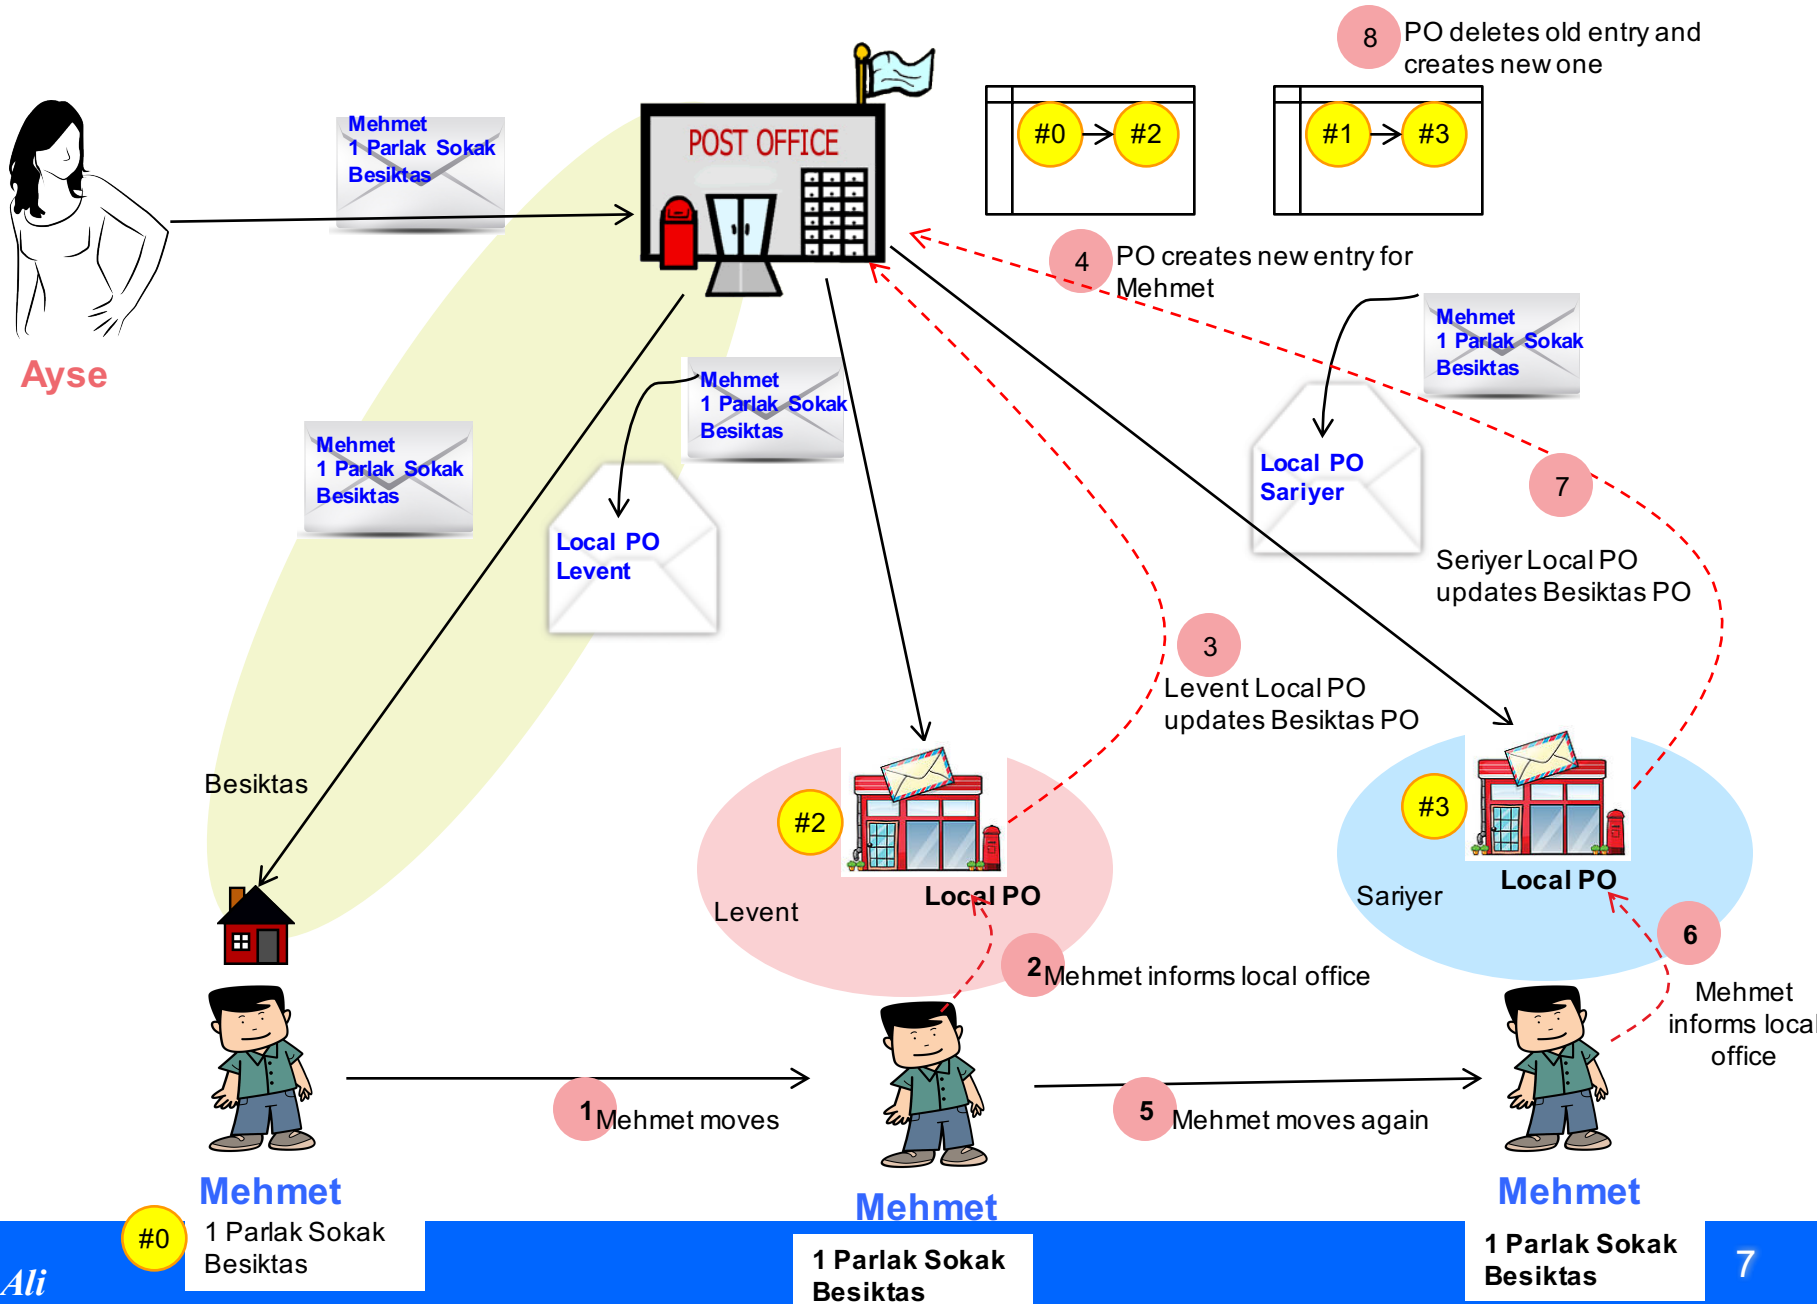 8
PO deletes old entry and
creates new one
Mehmet
1 Parlak Sokak
Besiktas
POST OFFICE
#0
#2
#1
#3
4
PO creates new entry for
Mehmet
Ayse
Mehmet
1 Parlak Sokak
Besiktas
Mehmet
1 Parlak Sokak
Besiktas
Mehmet
1 Parlak Sokak
Besiktas
Local PO
Sariyer
7
Local PO
Levent
Seriyer Local PO
updates Besiktas PO
3
Levent Local PO
updates Besiktas PO
Besiktas
#2
#3
Local PO
Levent
Local PO
Sariyer
2
Mehmet informs local office
6
Mehmet
informs local
office
1
Mehmet moves
5
Mehmet moves again
Mehmet
#0
1 Parlak Sokak
Besiktas
Mehmet
1 Parlak Sokak
Besiktas
Mehmet
1 Parlak Sokak
Besiktas
Ali
7